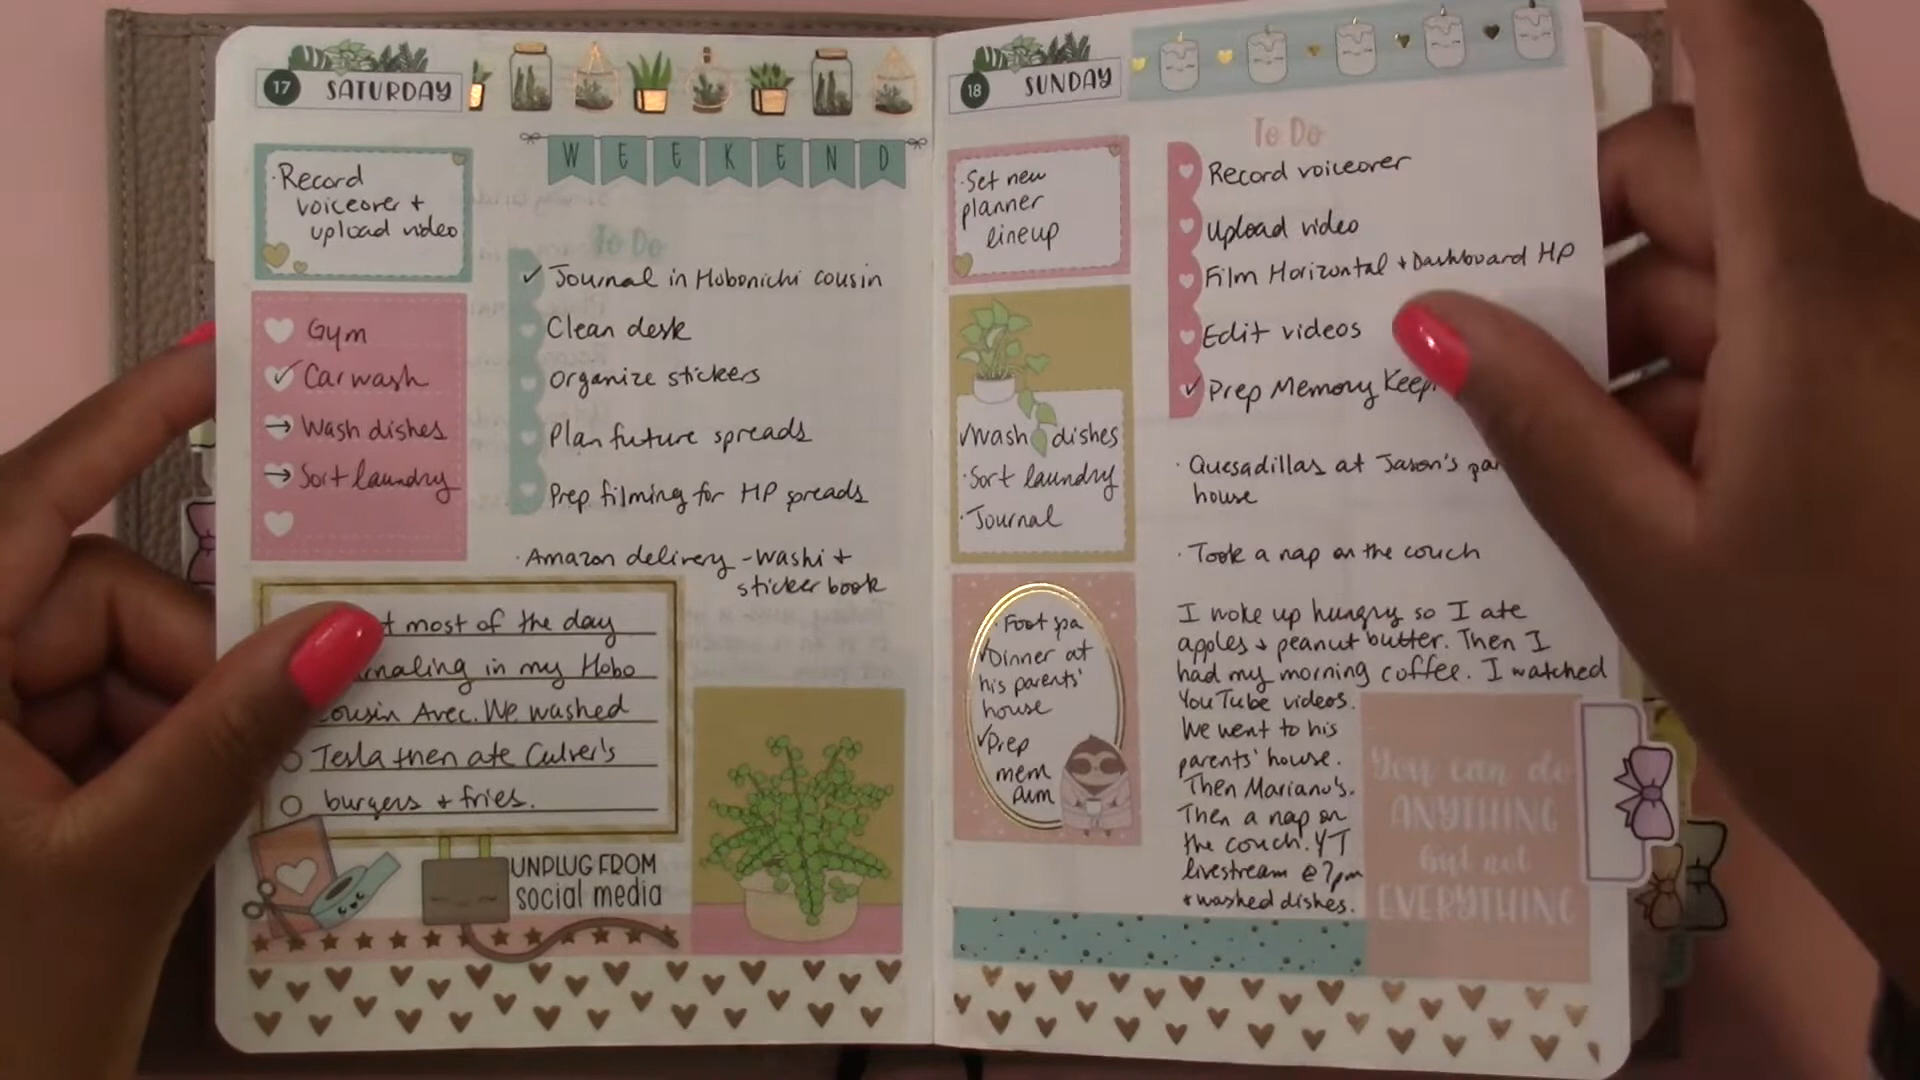 17 SATURDAY
WEEKEND
· Record
voiceover +
upload video
Gym
✓ Carwash
→ Wash dishes
→ Sort laundry
To Do
✓ Journal in Hobonichi cousin
Clean desk
Organize stickers
Plan future spreads
Prep filming for HP spreads
· Amazon delivery - washi +
sticker book
most of the day
in my Hobo
Cousin Avec. We washed
Tesla then ate Culver's
burgers + fries.
UNPLUG FROM
social media
18 SUNDAY
· Set new
planner
lineup
✓ Wash dishes
· Sort laundry
· Journal
· Foot spa
✓ Dinner at
his parents'
house
✓ Prep
mem
To Do
Record voiceover
Upload video
Film Horizontal + Dashboard HP
Edit videos
✓ Prep Memory
· Quesadillas at Jason's
house
· Took a nap on the couch
I woke up hungry so I ate
apples + peanut butter. Then I
had my morning coffee. I watched
YouTube videos.
We went to his
parents' house.
Then Mariano's.
Then a nap on
the couch. YT
livestream @ 7pm
+ washed dishes.
You can do
ANYTHING
but not
EVERYTHING